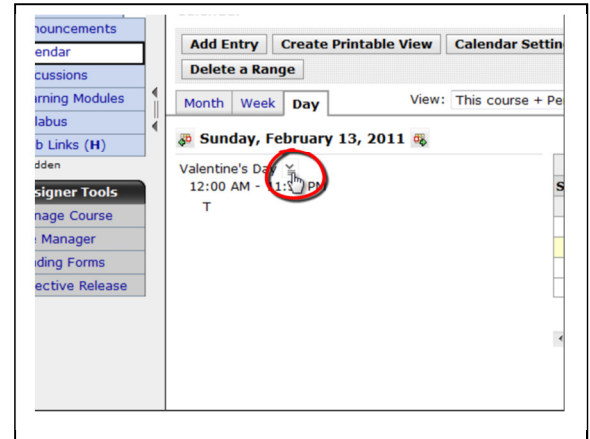 nouncements
endar
cussions
arning Modules
labus
b Links (H)
dden
signer Tools
nage Course
Manager
ding Forms
ective Release
Add Entry Create Printable View Calendar Settin
Delete a Range
Month Week Day View: This course + Pe
Sunday, February 13, 2011
Valentine's Day
12:00 AM - PM
T
S